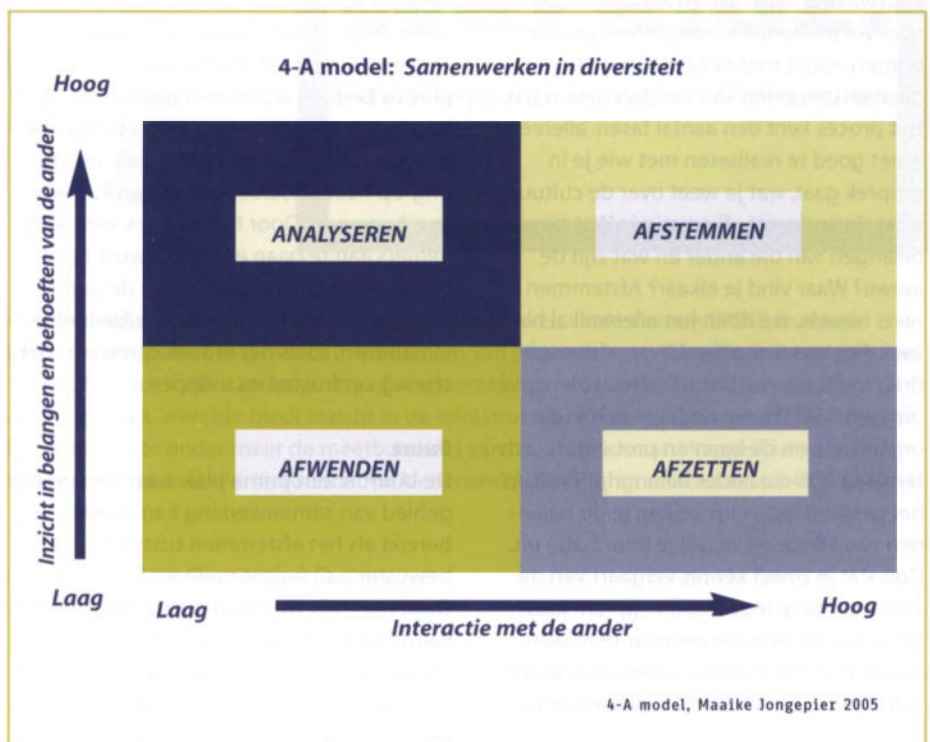 4-A model: Samenwerken in diversiteit
Hoog
Inzicht in belangen en behoeften van de ander
ANALYSEREN
AFSTEMMEN
AFWENDEN
AFZETTEN
Laag
Laag
Hoog
Interactie met de ander
4-A model, Maaike Jongepier 2005